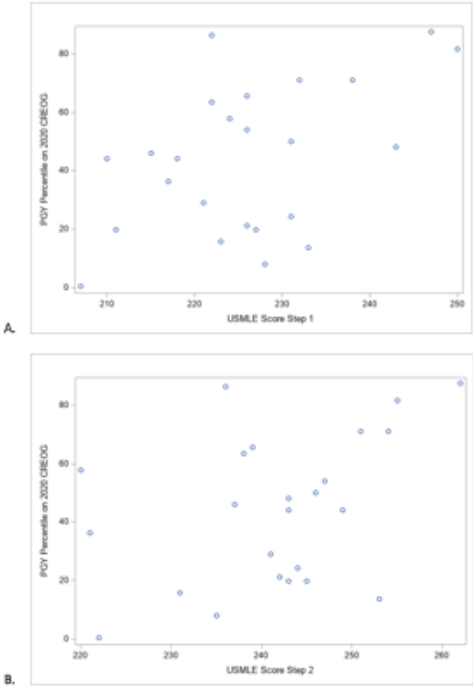 PGY Percentile on 2020 CREOG
80
60
40
20
0
210 220 230 240 250
USMLE Score Step 1
A.
PGY Percentile on 2020 CREOG
80
60
40
20
0
220 230 240 250 260
USMLE Score Step 2
B.